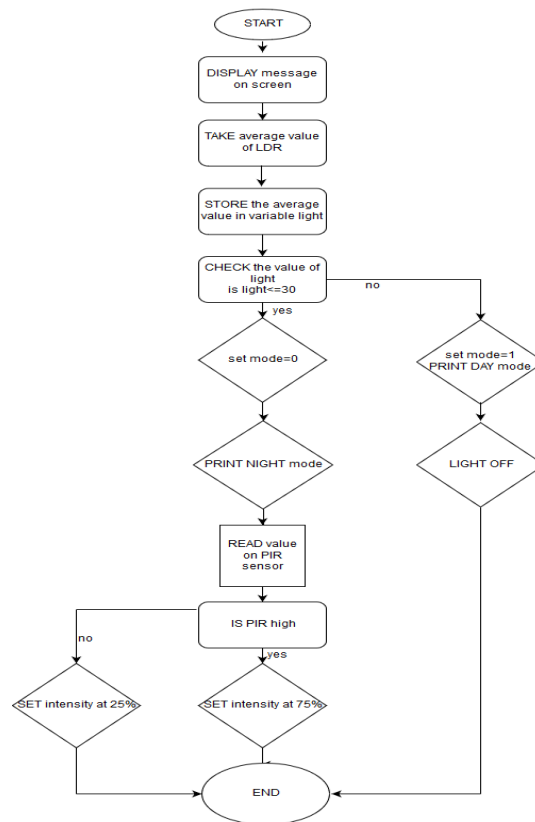 START
DISPLAY message
on screen
TAKE average value
of LDR
STORE the average
value in variable light
CHECK the value of
light
is light<=30
no
yes
set mode=0
set mode=1
PRINT DAY mode
PRINT NIGHT mode
LIGHT OFF
READ value
on PIR
sensor
IS PIR high
no
yes
SET intensity at 25%
SET intensity at 75%
END